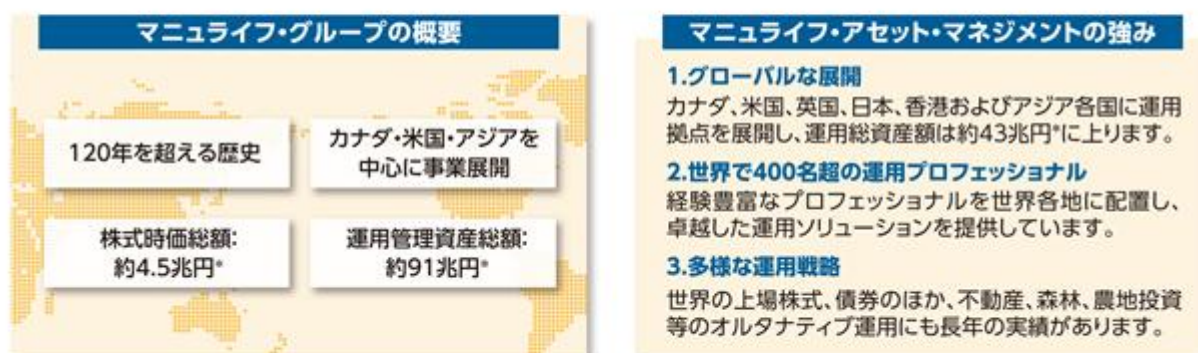 マニュライフ・グループの概要
120年を超える歴史
カナダ・米国・アジアを
中心に事業展開
株式時価総額:
約4.5兆円*
運用管理資産総額:
約91兆円*
マニュライフ・アセット・マネジメントの強み
1.グローバルな展開
カナダ、米国、英国、日本、香港およびアジア各国に運用
拠点を展開し、運用総資産額は約43兆円*に上ります。
2.世界で400名超の運用プロフェッショナル
経験豊富なプロフェッショナルを世界各地に配置し、
卓越した運用ソリューションを提供しています。
3.多様な運用戦略
世界の上場株式、債券のほか、不動産、森林、農地投資
等のオルタナティブ運用にも長年の実績があります。